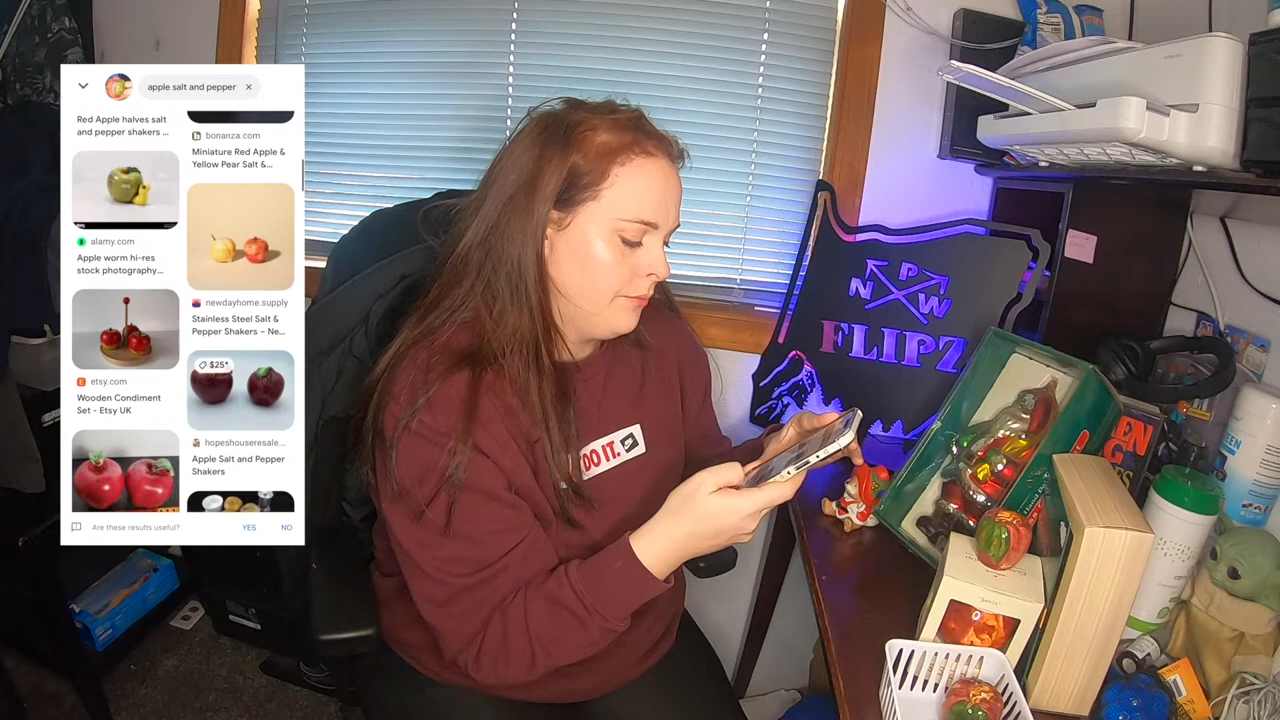 apple salt and pepper
Red Apple halves salt
and pepper shakers ...
alamy.com
Apple worm hi-res
stock photography...
etsy.com
Wooden Condiment
Set - Etsy UK
bonanza.com
Miniature Red Apple &
Yellow Pear Salt &...
newdayhome.supply
Stainless Steel Salt &
Pepper Shakers – Ne...
$25*
hopeshouseresale...
Apple Salt and Pepper
Shakers
Are these results useful?
YES
NO
DO IT.
P
N W
FLIPZ